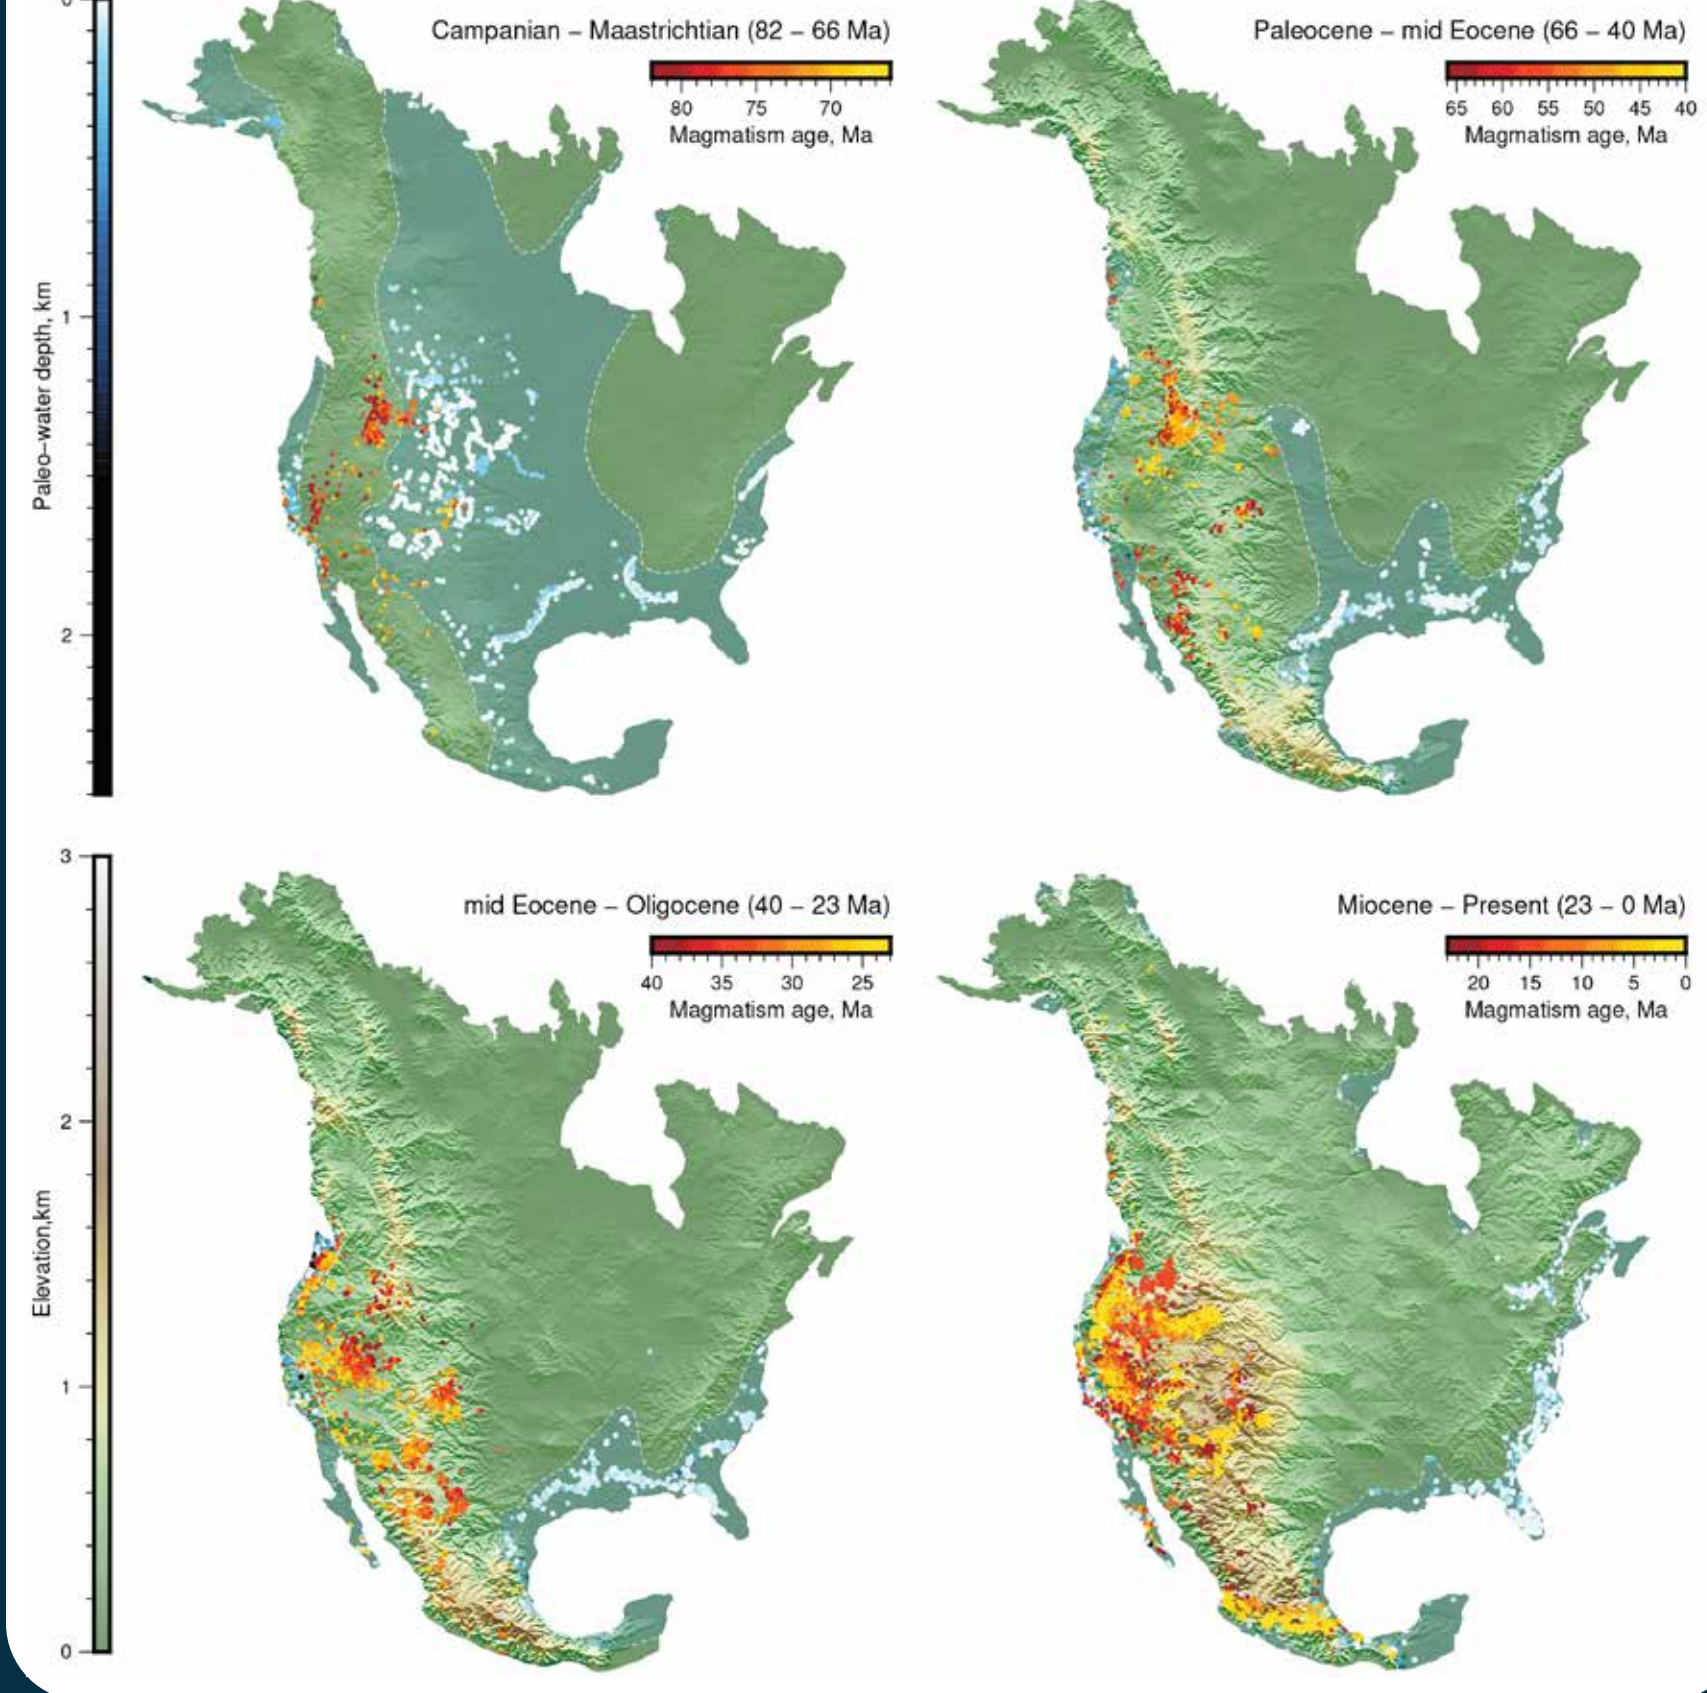 0
1
2
Paleo–water depth, km
Campanian – Maastrichtian (82 – 66 Ma)
80 75 70
Magmatism age, Ma
Paleocene – mid Eocene (66 – 40 Ma)
65 60 55 50 45 40
Magmatism age, Ma
3
2
1
0
Elevation,km
mid Eocene – Oligocene (40 – 23 Ma)
40 35 30 25
Magmatism age, Ma
Miocene – Present (23 – 0 Ma)
20 15 10 5 0
Magmatism age, Ma